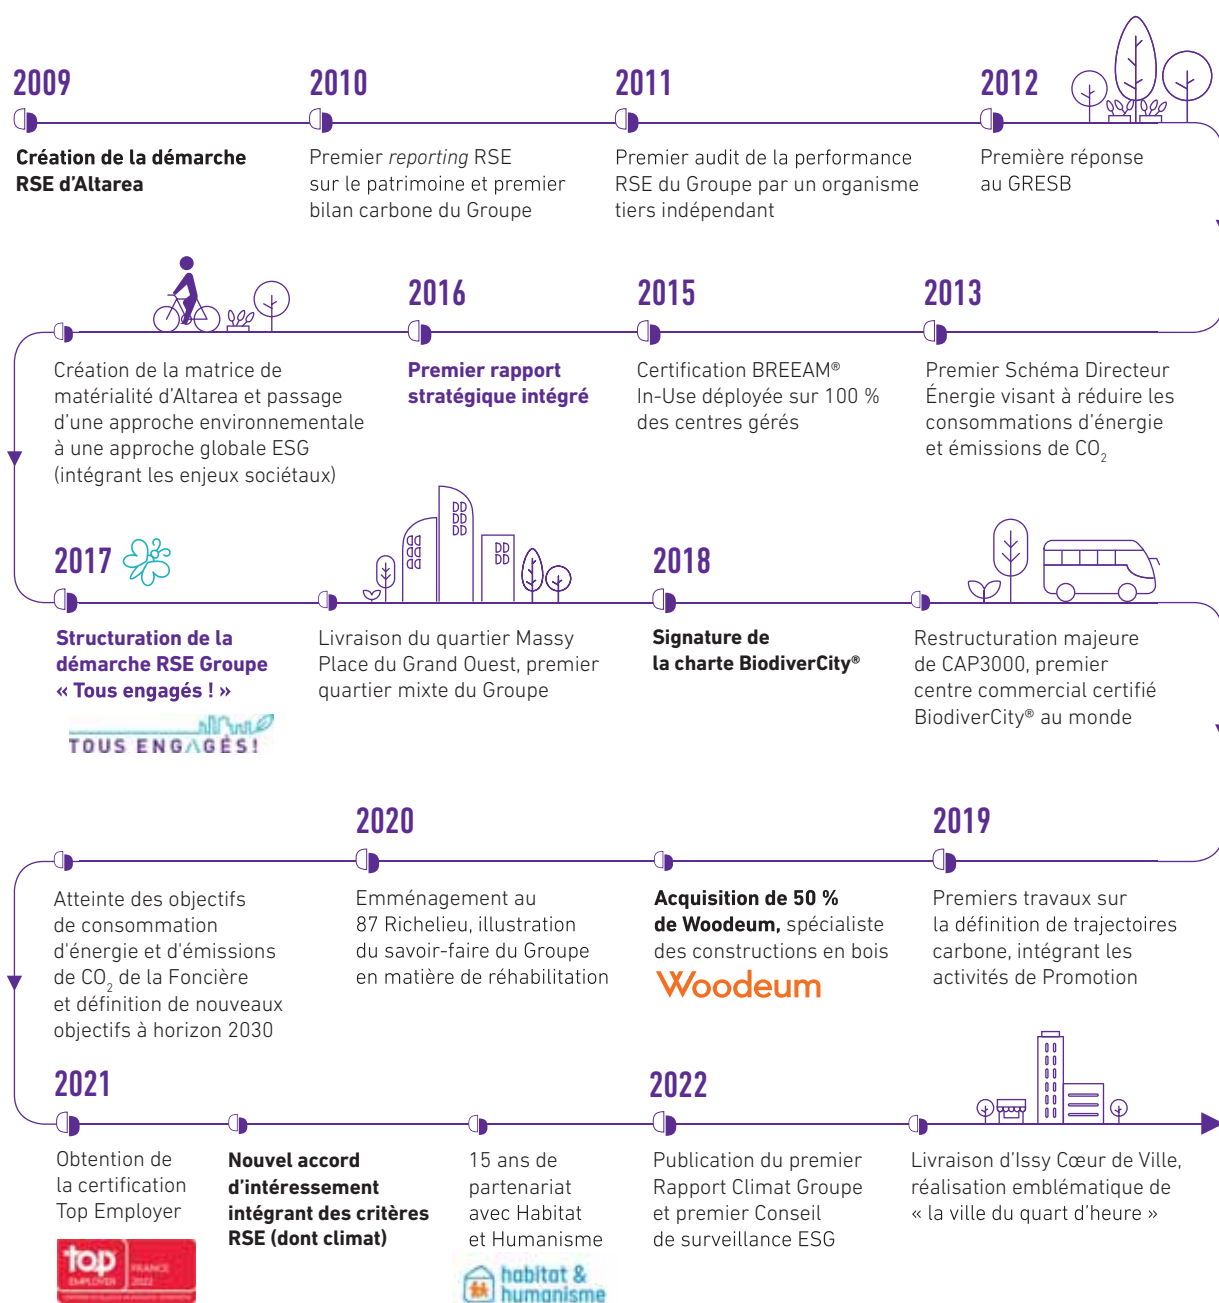 2009
Création de la démarche
RSE d'Altarea
2010
Premier reporting RSE
sur le patrimoine et premier
bilan carbone du Groupe
2011
Premier audit de la performance
RSE du Groupe par un organisme
tiers indépendant
2012
Première réponse
au GRESB
2013
Premier Schéma Directeur
Énergie visant à réduire les
consommations d'énergie
et émissions de CO₂
2015
Certification BREEAM®
In-Use déployée sur 100 %
des centres gérés
2016
Premier rapport
stratégique intégré
Création de la matrice de
matérialité d'Altarea et passage
d'une approche environnementale
à une approche globale ESG
(intégrant les enjeux sociétaux)
2017
Structuration de la
démarche RSE Groupe
« Tous engagés ! »
TOUS ENGAGÉS!
Livraison du quartier Massy
Place du Grand Ouest, premier
quartier mixte du Groupe
2018
Signature de
la charte BiodiverCity®
Restructuration majeure
de CAP3000, premier
centre commercial certifié
BiodiverCity® au monde
2019
Premiers travaux sur
la définition de trajectoires
carbone, intégrant les
activités de Promotion
Acquisition de 50 %
de Woodeum, spécialiste
des constructions en bois
Woodeum
2020
Emménagement au
87 Richelieu, illustration
du savoir-faire du Groupe
en matière de réhabilitation
Atteinte des objectifs
de consommation
d'énergie et d'émissions
de CO₂ de la Foncière
et définition de nouveaux
objectifs à horizon 2030
2021
Obtention de
la certification
Top Employer
top
EMPLOYER
FRANCE
2022
Nouvel accord
d'intéressement
intégrant des critères
RSE (dont climat)
15 ans de
partenariat
avec Habitat
et Humanisme
habitat &
humanisme
2022
Publication du premier
Rapport Climat Groupe
et premier Conseil
de surveillance ESG
Livraison d'Issy Cœur de Ville,
réalisation emblématique de
« la ville du quart d'heure »